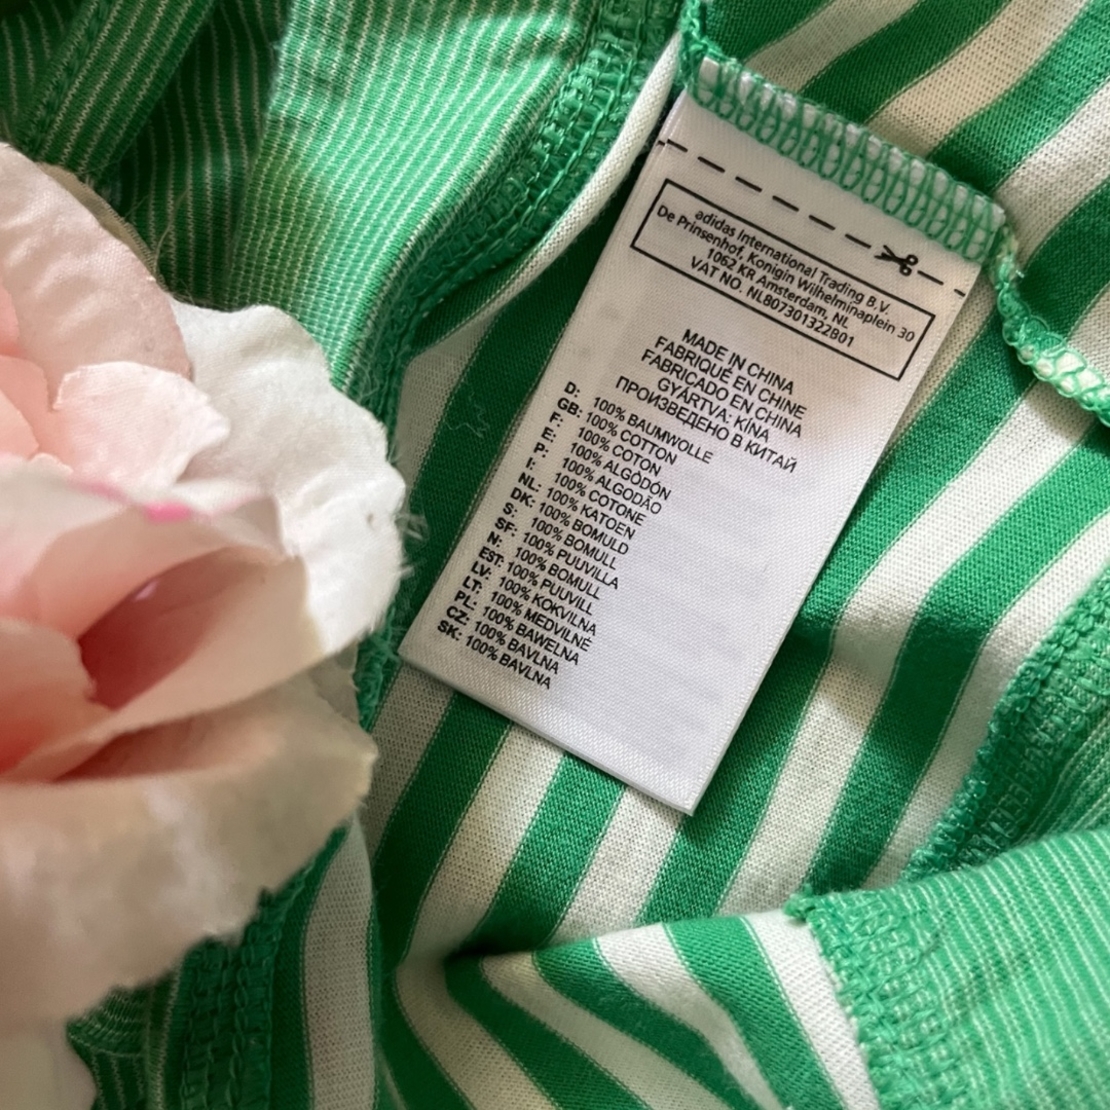 adidas International Trading B.V.
De Prinsenhof, Konigin Wilhelminaplein 30
1062 KR Amsterdam, NL
VAT NO. NL807301322B01
MADE IN CHINA
FABRIQUÉ EN CHINE
FABRICADO EN CHINA
GYÁRTVA: KÍNA
ПРОИЗВЕДЕНО В КИТАЙ
D: 100% BAUMWOLLE
GB: 100% COTTON
F: 100% COTON
E: 100% ALGÓDÓN
P: 100% ALGODÃO
I: 100% COTONE
NL: 100% KATOEN
DK: 100% BOMULD
S: 100% BOMULL
SF: 100% PUUVILLA
N: 100% BOMULL
EST: 100% PUUVILL
LV: 100% KOKVILNA
LT: 100% MEDVILNĖ
PL: 100% BAWELNA
CZ: 100% BAVLNA
SK: 100% BAVLNA